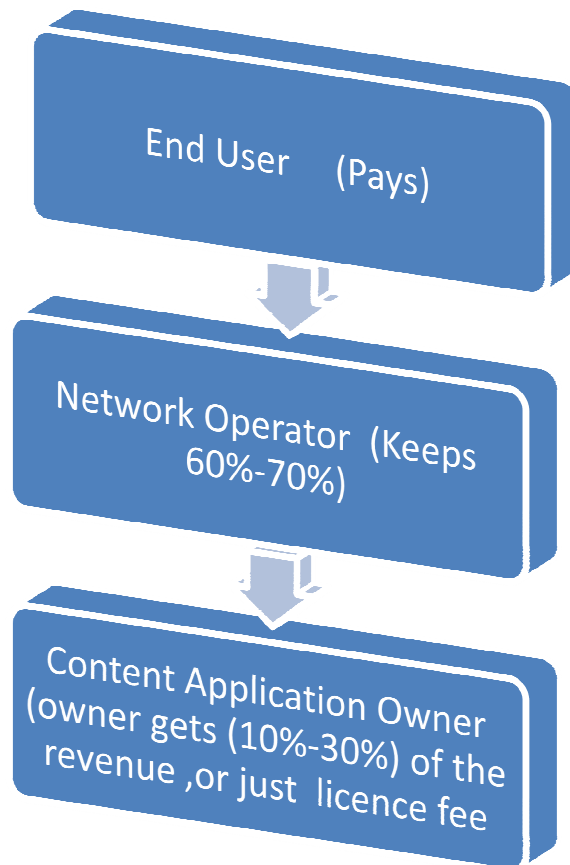 End User (Pays)
Network Operator (Keeps
60%-70%)
Content Application Owner
(owner gets (10%-30%) of the
revenue ,or just licence fee